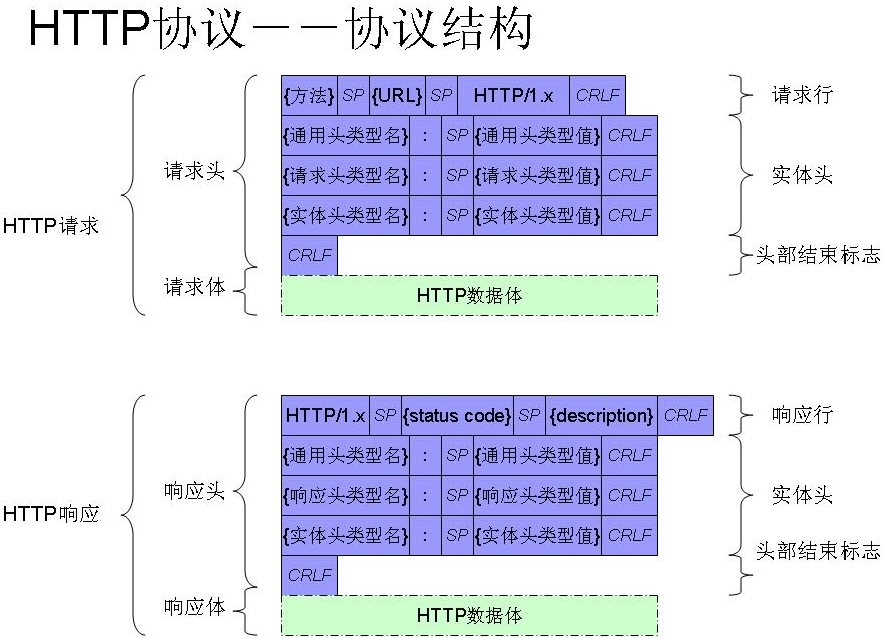 HTTP协议－－协议结构
{方法} SP {URL} SP HTTP/1.x CRLF 请求行
{通用头类型名} : SP {通用头类型值} CRLF
请求头 {请求头类型名} : SP {请求头类型值} CRLF 实体头
{实体头类型名} : SP {实体头类型值} CRLF
HTTP请求
CRLF 头部结束标志
请求体 HTTP数据体
HTTP/1.x SP {status code} SP {description} CRLF 响应行
{通用头类型名} : SP {通用头类型值} CRLF
响应头 {响应头类型名} : SP {响应头类型值} CRLF 实体头
HTTP响应
{实体头类型名} : SP {实体头类型值} CRLF
头部结束标志
CRLF
响应体 HTTP数据体